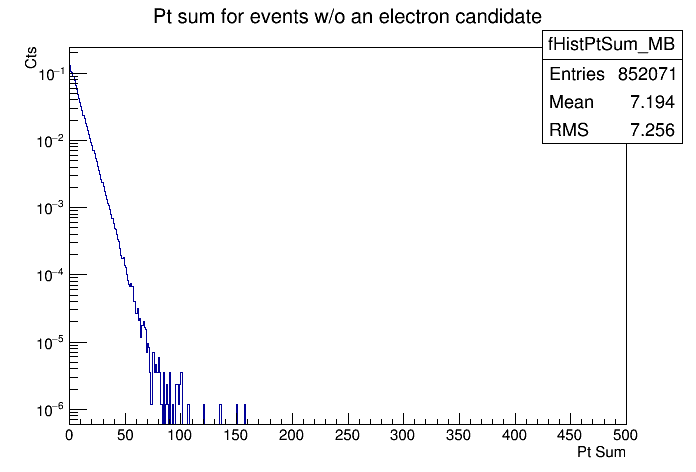 Pt sum for events w/o an electron candidate
Cts
fHistPtSum_MB
Entries 852071
Mean 7.194
RMS 7.256
10−1
10−2
10−3
10−4
10−5
10−6
0 50 100 150 200 250 300 350 400 450 500
Pt Sum